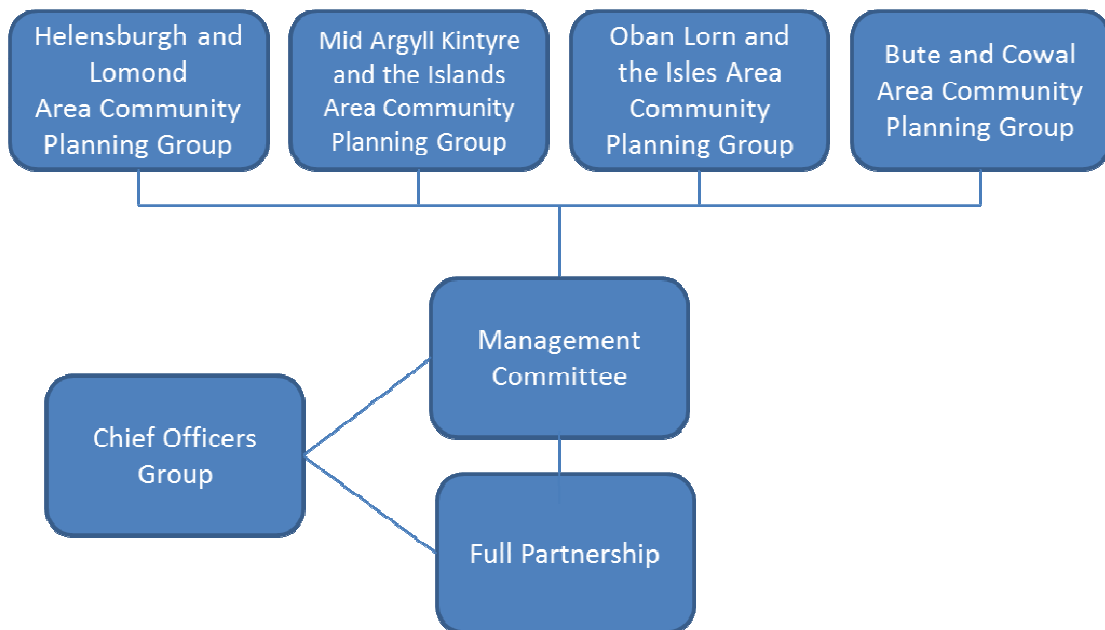 Helensburgh and
Lomond
Area Community
Planning Group
Mid Argyll Kintyre
and the Islands
Area Community
Planning Group
Oban Lorn and
the Isles Area
Community
Planning Group
Bute and Cowal
Area Community
Planning Group
Management
Committee
Chief Officers
Group
Full Partnership